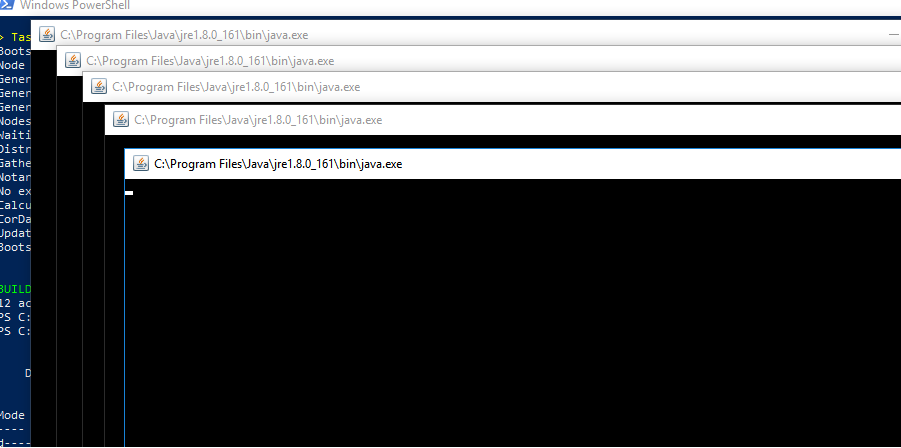 Windows PowerShell
C:\Program Files\Java\jre1.8.0_161\bin\java.exe
C:\Program Files\Java\jre1.8.0_161\bin\java.exe
C:\Program Files\Java\jre1.8.0_161\bin\java.exe
C:\Program Files\Java\jre1.8.0_161\bin\java.exe
C:\Program Files\Java\jre1.8.0_161\bin\java.exe
> Tas
Boots
Node
Gener
Gener
Gener
Nodes
Waiti
Distr
Gathe
Notar
No ex
Calcu
CorDa
Updat
Boots
BUILD
12 ac
PS C:
PS C:
D
Mode
----
d----